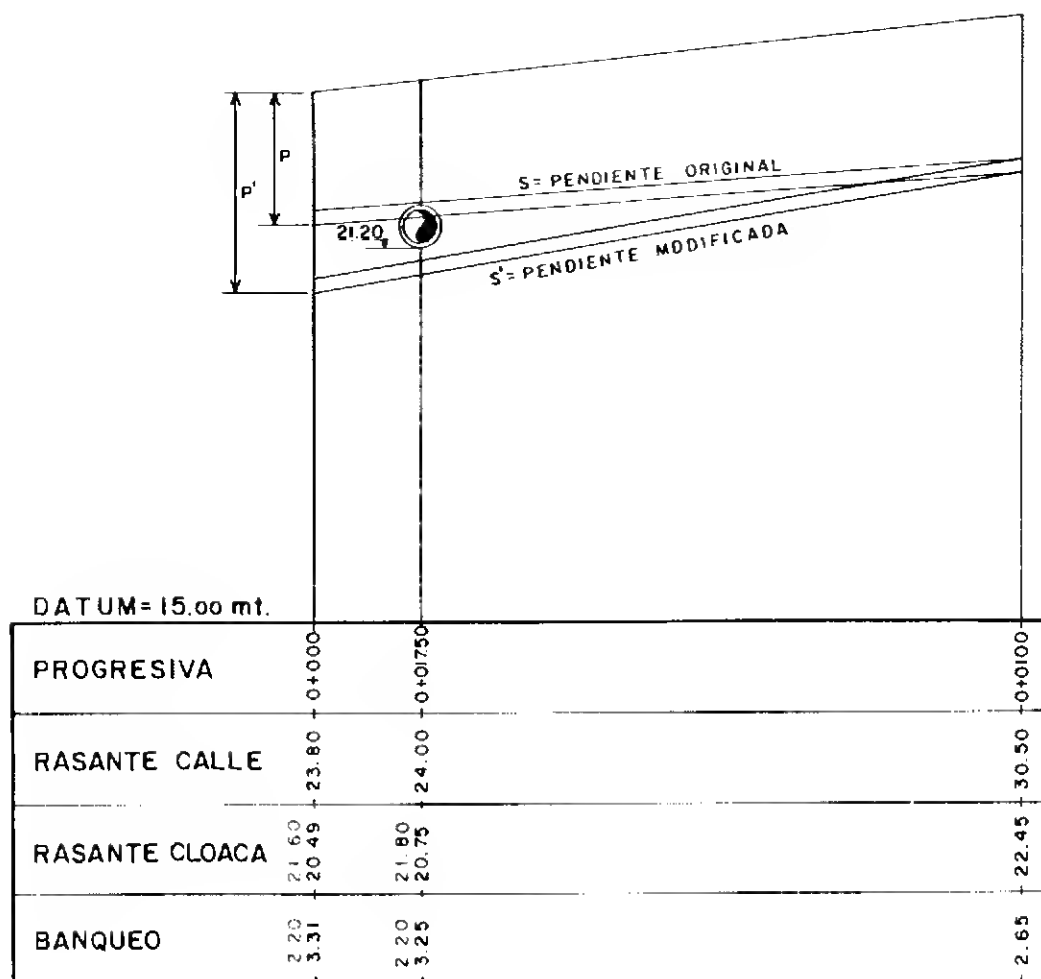 P
P'
S= PENDIENTE ORIGINAL
21.20
S'= PENDIENTE MODIFICADA
DATUM= 15.00 mt.
PROGRESIVA 0+000 0+017.50 0+0100
RASANTE CALLE 23.80 24.00 30.50
RASANTE CLOACA 21.60 20.49 21.80 20.75 22.45
BANQUEO 2.20 3.31 2.20 3.25 2.65